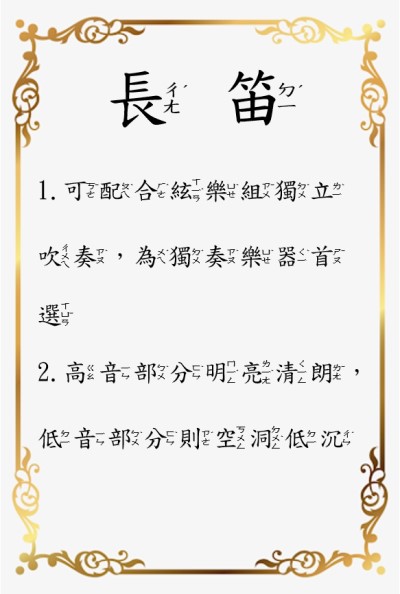 長笛
1.可配合絃樂組獨立
吹奏，為獨奏樂器首
選
2.高音部分明亮清朗，
低音部分則空洞低沉